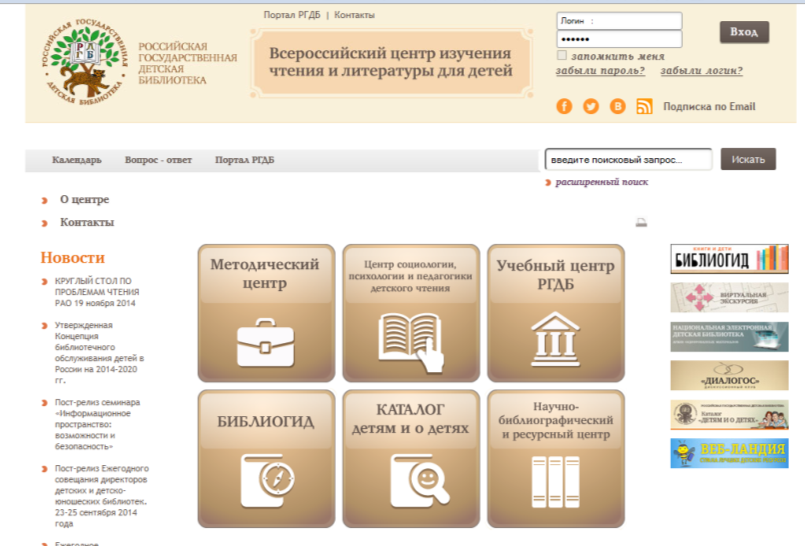 Портал РГДБ | Контакты
РОССИЙСКАЯ ГОСУДАРСТВЕННАЯ
ДЕТСКАЯ БИБЛИОТЕКА
РГДБ
РОССИЙСКАЯ
ГОСУДАРСТВЕННАЯ
ДЕТСКАЯ
БИБЛИОТЕКА
Всероссийский центр изучения
чтения и литературы для детей
Логин :
••••••
Вход
запомнить меня
забыли пароль? забыли логин?
Подписка по Email
Календарь Вопрос - ответ Портал РГДБ
введите поисковый запрос...
Искать
расширенный поиск
О центре
Контакты
Новости
КРУГЛЫЙ СТОЛ ПО
ПРОБЛЕМАМ ЧТЕНИЯ
РАО 19 ноября 2014
Утвержденная
Концепция
библиотечного
обслуживания детей в
России на 2014-2020
гг.
Пост-релиз семинара
«Информационное
пространство:
возможности и
безопасность»
Пост-релиз Ежегодного
совещания директоров
детских и детско-
юношеских библиотек.
23-25 сентября 2014
года
Ежегодное
Методический
центр
Центр социологии,
психологии и педагогики
детского чтения
Учебный центр
РГДБ
БИБЛИОГИД
КАТАЛОГ
детям и о детях
Научно-
библиографический
и ресурсный центр
КНИГИ И ДЕТИ
БИБЛИОГИД
ВИРТУАЛЬНАЯ
ЭКСКУРСИЯ
НАЦИОНАЛЬНАЯ ЭЛЕКТРОННАЯ
ДЕТСКАЯ БИБЛИОТЕКА
«ДИАЛОГОС»
Каталог
«ДЕТЯМ И О ДЕТЯХ»
ВЕБ-ЛАНДИЯ